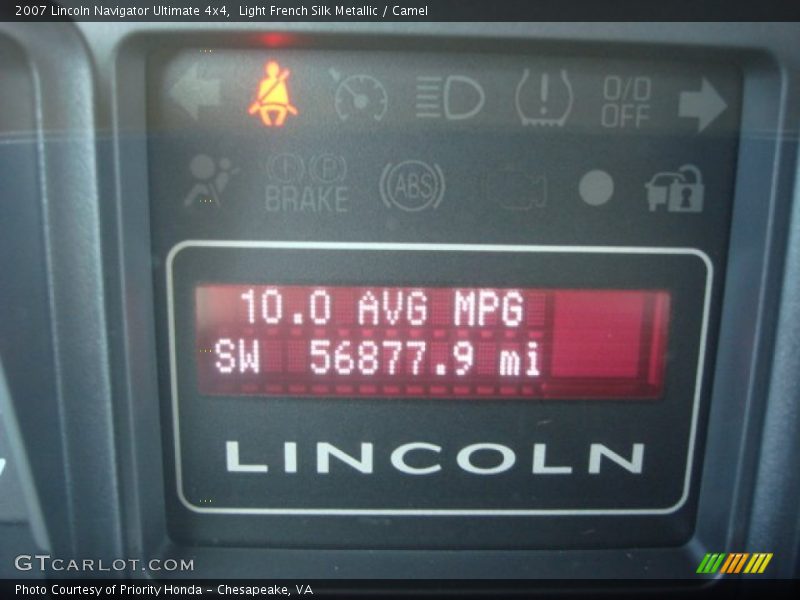 2007 Lincoln Navigator Ultimate 4x4,  Light French Silk Metallic / Camel
O/D
OFF
(!) (P)
BRAKE
ABS
10.0 AVG MPG
SW 56877.9 mi
LINCOLN
GTCARLOT.COM
Photo Courtesy of Priority Honda - Chesapeake, VA